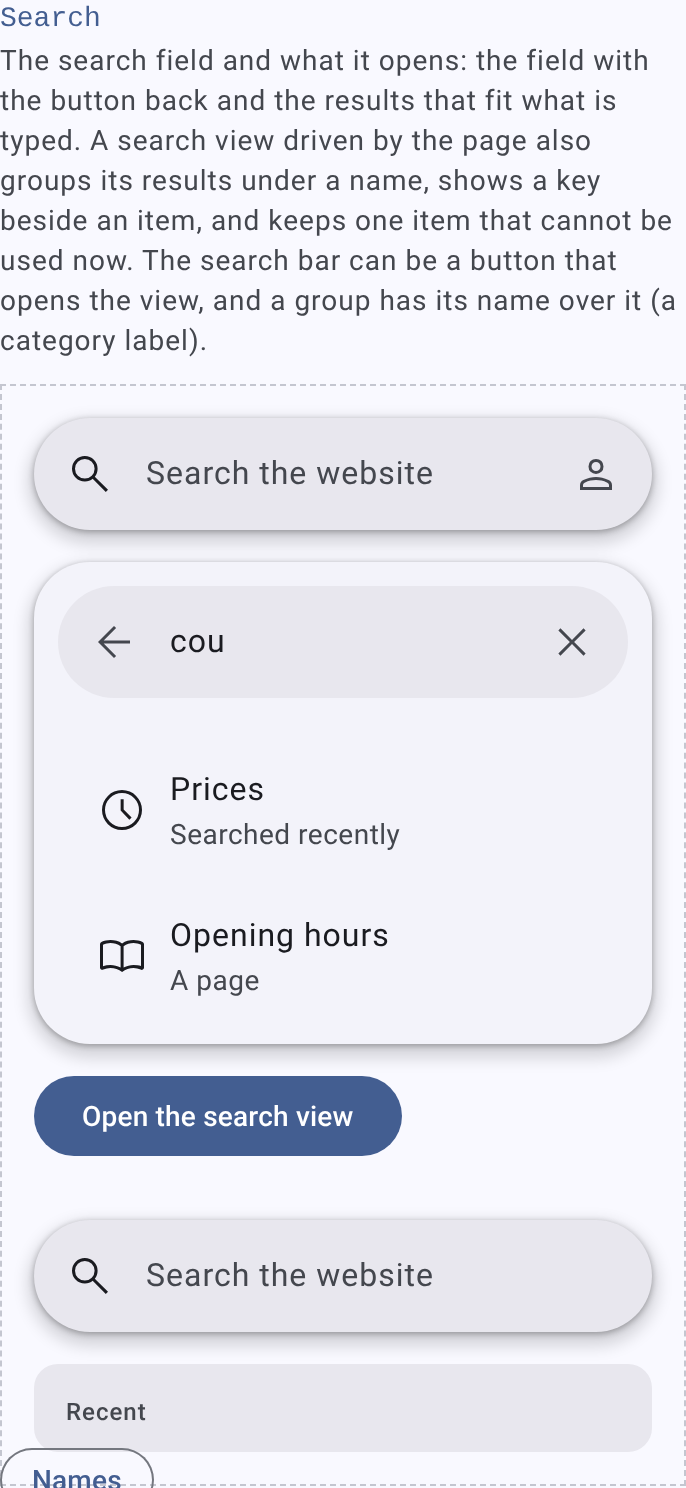 Search
The search field and what it opens: the field with
the button back and the results that fit what is
typed. A search view driven by the page also
groups its results under a name, shows a key
beside an item, and keeps one item that cannot be
used now. The search bar can be a button that
opens the view, and a group has its name over it (a
category label).
Search the website
cou
Prices
Searched recently
Opening hours
A page
Open the search view
Search the website
Recent
Names